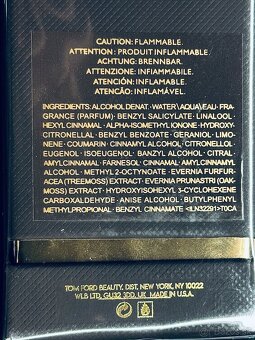 CAUTION: FLAMMABLE.
ATTENTION: PRODUIT INFLAMMABLE.
ACHTUNG: BRENNBAR.
ATTENZIONE: INFIAMMABILE.
ATENCIÓN: INFLAMABLE.
ATENCÃO: INFLAMÁVEL.
INGREDIENTS: ALCOHOL DENAT. • WATER\AQUA\EAU • FRA-
GRANCE (PARFUM) • BENZYL SALICYLATE • LINALOOL •
HEXYL CINNAMAL • ALPHA-ISOMETHYL IONONE • HYDROXY-
CITRONELLAL • BENZYL BENZOATE • GERANIOL • LIMO-
NENE • COUMARIN • CINNAMYL ALCOHOL • CITRONELLOL •
EUGENOL • ISOEUGENOL • BENZYL ALCOHOL • CITRAL •
AMYL CINNAMAL • FARNESOL • CINNAMAL • AMYLCINNAMYL
ALCOHOL • METHYL 2-OCTYNOATE • EVERNIA FURFUR-
ACEA (TREEMOSS) EXTRACT • EVERNIA PRUNASTRI (OAK-
MOSS) EXTRACT • HYDROXYISOHEXYL 3-CYCLOHEXENE
CARBOXALDEHYDE • ANISE ALCOHOL • BUTYLPHENYL
METHYLPROPIONAL • BENZYL CINNAMATE <ILN32291>
TOM FORD BEAUTY, DIST. NEW YORK, NY 10022
WLB LTD, GU32 3PD, UK MADE IN U.S.A.